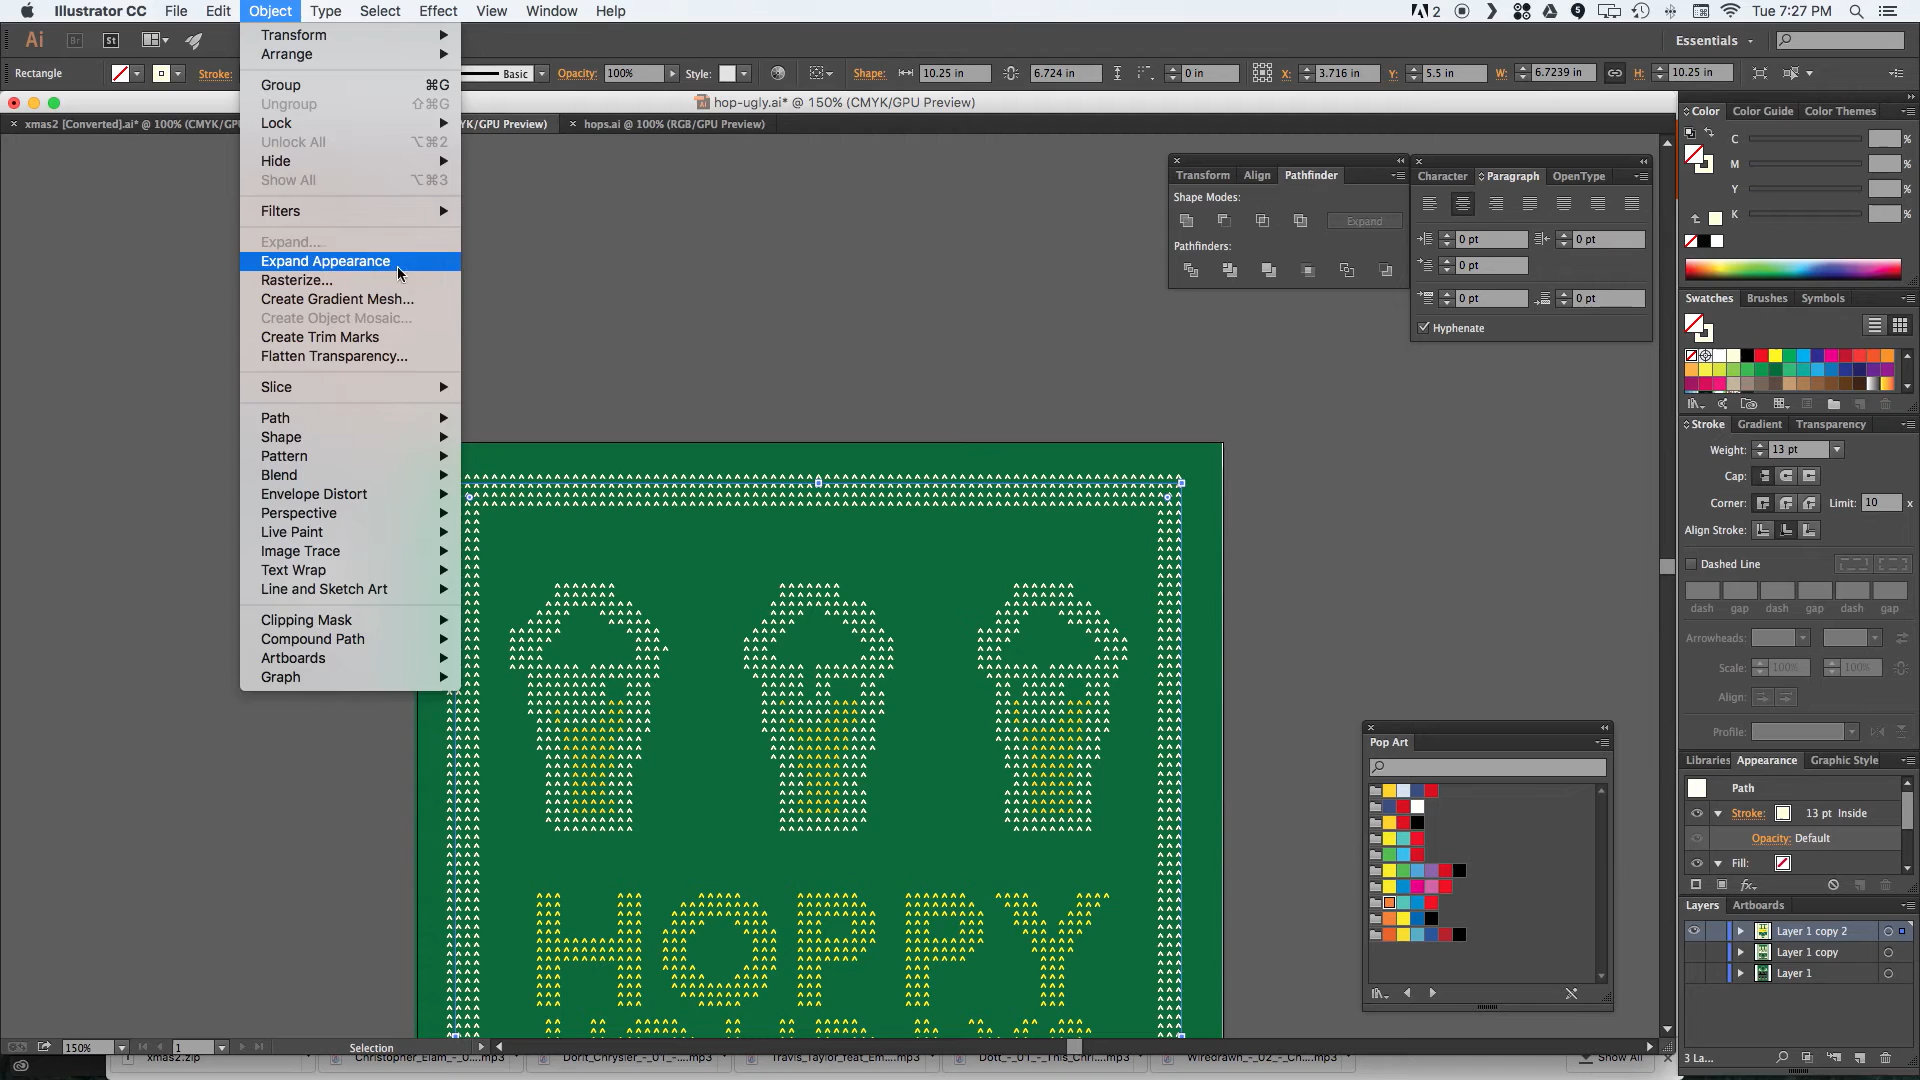 Illustrator CC File Edit Object Type Select Effect View Window Help 2 Tue 7:27 PM
Ai Br St Essentials
Rectangle Stroke: Basic Opacity: 100% Style: Shape: 10.25 in 6.724 in 0 in X: 3.716 in Y: 5.5 in W: 6.7239 in H: 10.25 in
hop-ugly.ai* @ 150% (CMYK/GPU Preview)
xmas2 [Converted].ai* @ 100% (CMYK/GPU
K/GPU Preview)
hops.ai @ 100% (RGB/GPU Preview)
Transform
Arrange
Group ⌘G
Ungroup ⇧⌘G
Lock
Unlock All ⌥⌘2
Hide
Show All ⌥⌘3
Filters
Expand...
Expand Appearance
Rasterize...
Create Gradient Mesh...
Create Object Mosaic...
Create Trim Marks
Flatten Transparency...
Slice
Path
Shape
Pattern
Blend
Envelope Distort
Perspective
Live Paint
Image Trace
Text Wrap
Line and Sketch Art
Clipping Mask
Compound Path
Artboards
Graph
HOPPY
Transform Align Pathfinder
Shape Modes:
Expand
Pathfinders:
Character Paragraph OpenType
0 pt 0 pt
0 pt
0 pt 0 pt
Hyphenate
Pop Art
Color Color Guide Color Themes
C %
M %
Y %
K %
Swatches Brushes Symbols
Stroke Gradient Transparency
Weight: 13 pt
Cap:
Corner: Limit: 10 x
Align Stroke:
Dashed Line
dash gap dash gap dash gap
Arrowheads:
Scale: 100% 100%
Align:
Profile:
Libraries Appearance Graphic Style
Path
Stroke: 13 pt Inside
Opacity: Default
Fill:
fx
Layers Artboards
Layer 1 copy 2
Layer 1 copy
Layer 1
3 La...
150% 1 Selection
xmas2.zip Christopher_Elam_-_0....mp3 Dorit_Chrysler_-_01_-....mp3 Travis_Taylor_feat_Em....mp3 Dott_-_01_-_This_Chri....mp3 Wiredrawn_-_02_-_Ch....mp3 Show All